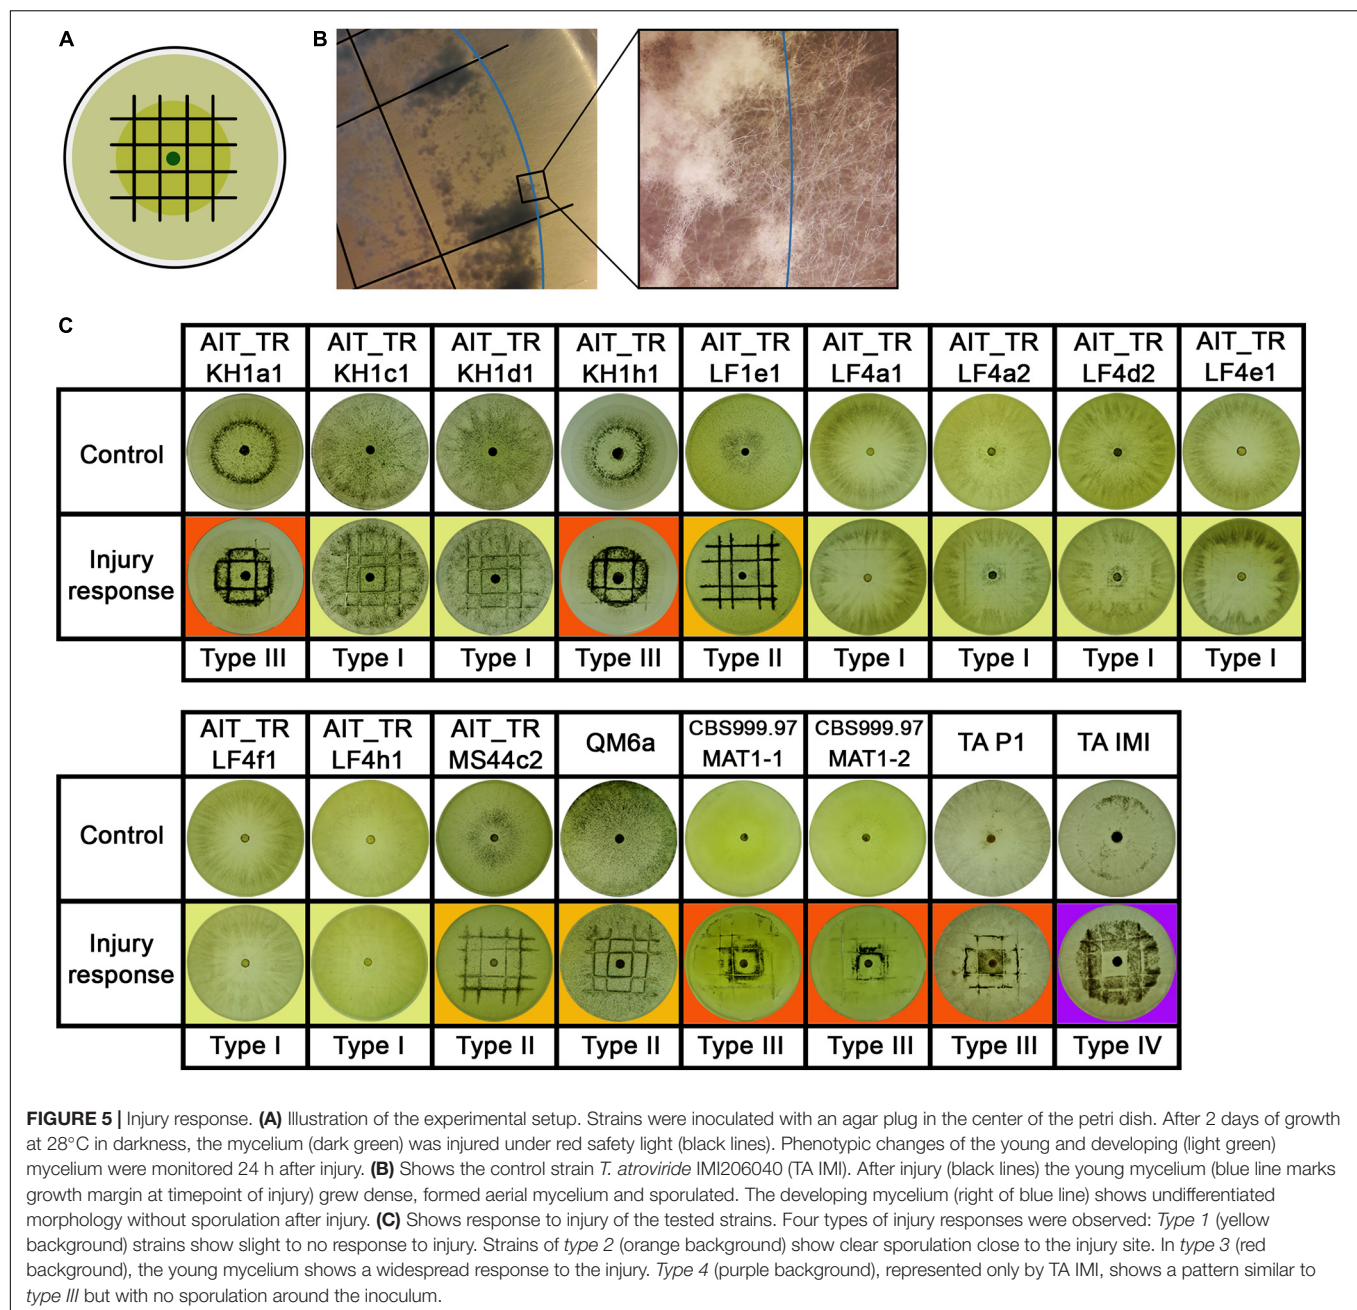 A
B
C
AIT_TR AIT_TR AIT_TR AIT_TR AIT_TR AIT_TR AIT_TR AIT_TR AIT_TR
KH1a1 KH1c1 KH1d1 KH1h1 LF1e1 LF4a1 LF4a2 LF4d2 LF4e1
Control
Injury
response
Type III Type I Type I Type III Type II Type I Type I Type I Type I
AIT_TR AIT_TR AIT_TR QM6a CBS999.97 CBS999.97 TA P1 TA IMI
LF4f1 LF4h1 MS44c2 MAT1-1 MAT1-2
Control
Injury
response
Type I Type I Type II Type II Type III Type III Type III Type IV
FIGURE 5 | Injury response. (A) Illustration of the experimental setup. Strains were inoculated with an agar plug in the center of the petri dish. After 2 days of growth
at 28°C in darkness, the mycelium (dark green) was injured under red safety light (black lines). Phenotypic changes of the young and developing (light green)
mycelium were monitored 24 h after injury. (B) Shows the control strain T. atroviride IMI206040 (TA IMI). After injury (black lines) the young mycelium (blue line marks
growth margin at timepoint of injury) grew dense, formed aerial mycelium and sporulated. The developing mycelium (right of blue line) shows undifferentiated
morphology without sporulation after injury. (C) Shows response to injury of the tested strains. Four types of injury responses were observed: Type 1 (yellow
background) strains show slight to no response to injury. Strains of type 2 (orange background) show clear sporulation close to the injury site. In type 3 (red
background), the young mycelium shows a widespread response to the injury. Type 4 (purple background), represented only by TA IMI, shows a pattern similar to
type III but with no sporulation around the inoculum.